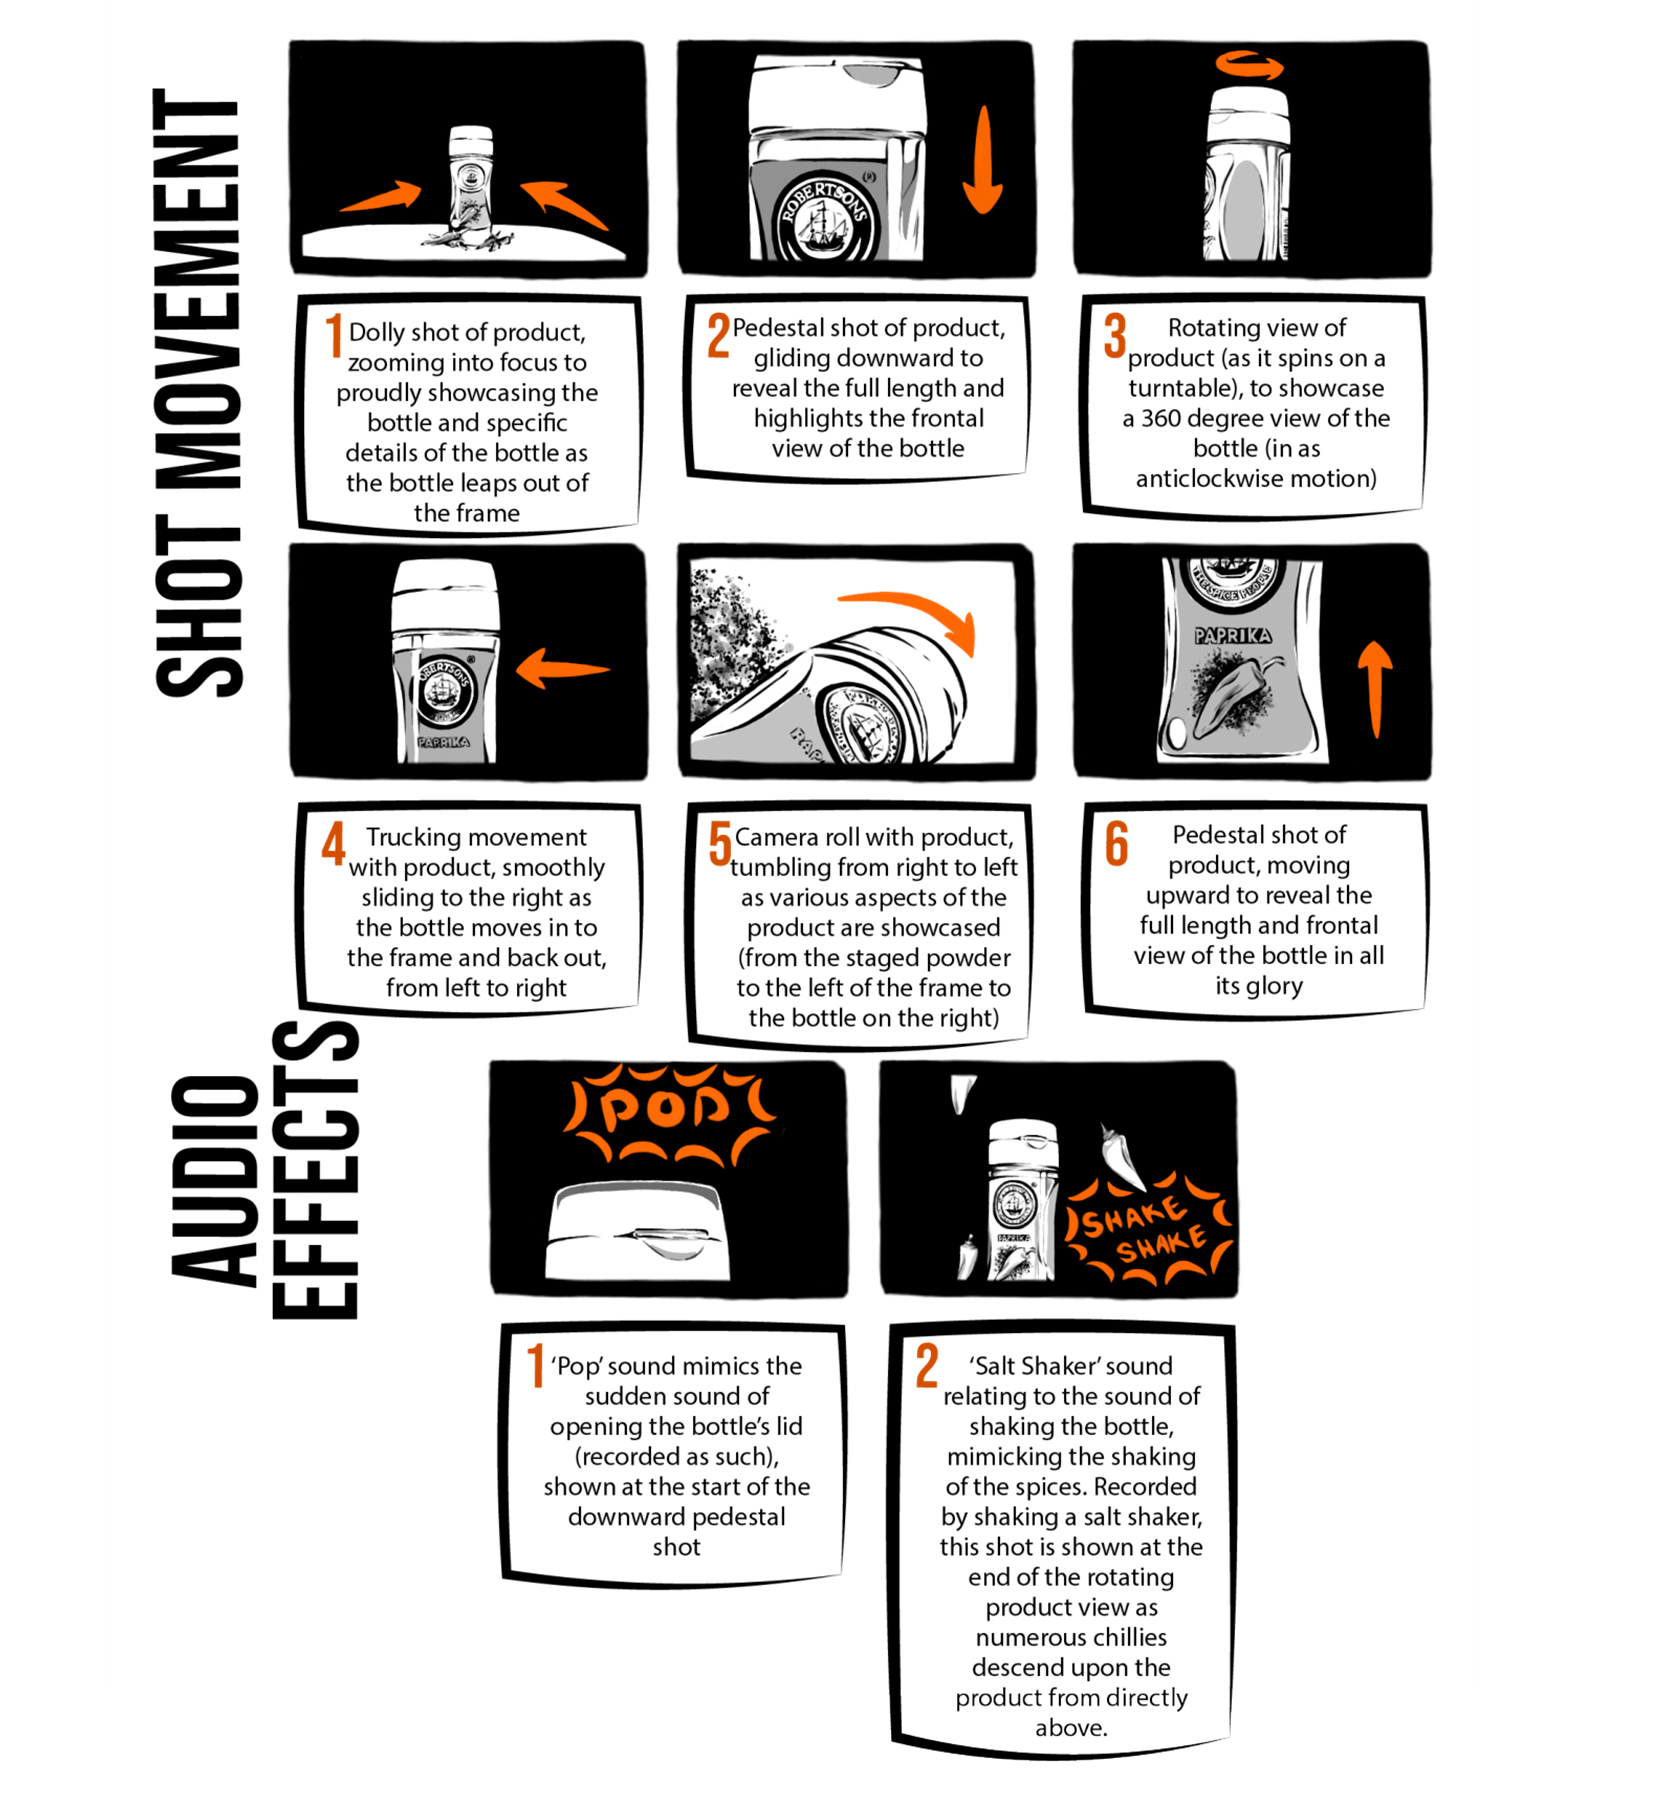 SHOT MOVEMENT
ROBERTSONS
®
1 Dolly shot of product,
zooming into focus to
proudly showcasing the
bottle and specific
details of the bottle as
the bottle leaps out of
the frame
2 Pedestal shot of product,
gliding downward to
reveal the full length and
highlights the frontal
view of the bottle
3 Rotating view of
product (as it spins on a
turntable), to showcase
a 360 degree view of the
bottle (in as
anticlockwise motion)
ROBERTSONS
®
PAPRIKA
PAP
THE SPICE PEOPLE
PAPRIKA
4 Trucking movement
with product, smoothly
sliding to the right as
the bottle moves in to
the frame and back out,
from left to right
5 Camera roll with product,
tumbling from right to left
as various aspects of the
product are showcased
(from the staged powder
to the left of the frame to
the bottle on the right)
6 Pedestal shot of
product, moving
upward to reveal the
full length and frontal
view of the bottle in all
its glory
AUDIO
EFFECTS
POP
SHAKE
SHAKE
PAPRIKA
1 ‘Pop’ sound mimics the
sudden sound of
opening the bottle’s lid
(recorded as such),
shown at the start of the
downward pedestal
shot
2 ‘Salt Shaker’ sound
relating to the sound of
shaking the bottle,
mimicking the shaking
of the spices. Recorded
by shaking a salt shaker,
this shot is shown at the
end of the rotating
product view as
numerous chillies
descend upon the
product from directly
above.